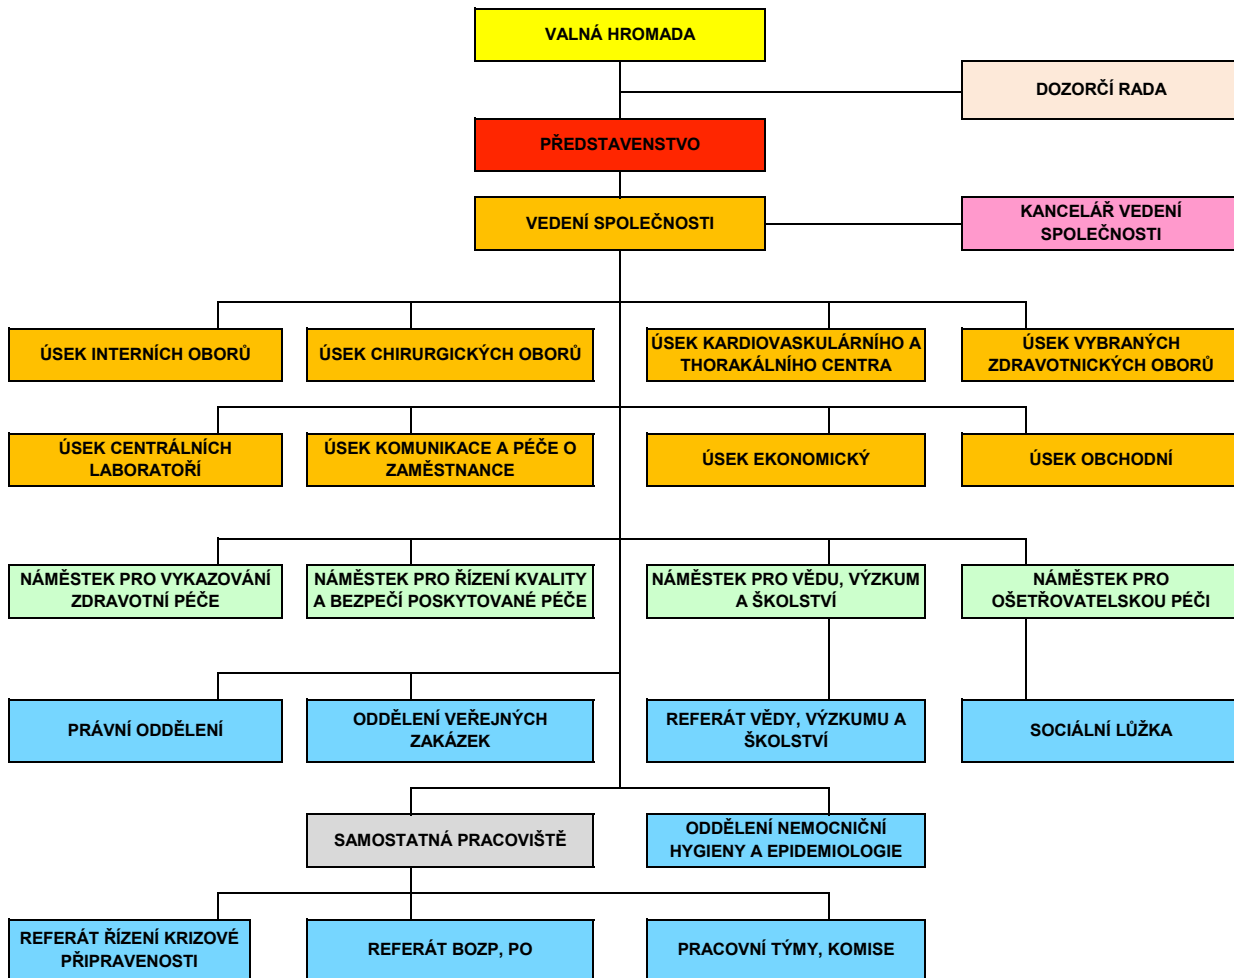 VALNÁ HROMADA
DOZORČÍ RADA
PŘEDSTAVENSTVO
VEDENÍ SPOLEČNOSTI
KANCELÁŘ VEDENÍ
SPOLEČNOSTI
ÚSEK INTERNÍCH OBORŮ
ÚSEK CHIRURGICKÝCH OBORŮ
ÚSEK KARDIOVASKULÁRNÍHO A
THORAKÁLNÍHO CENTRA
ÚSEK VYBRANÝCH
ZDRAVOTNICKÝCH OBORŮ
ÚSEK CENTRÁLNÍCH
LABORATOŘÍ
ÚSEK KOMUNIKACE A PÉČE O
ZAMĚSTNANCE
ÚSEK EKONOMICKÝ
ÚSEK OBCHODNÍ
NÁMĚSTEK PRO VYKAZOVÁNÍ
ZDRAVOTNÍ PÉČE
NÁMĚSTEK PRO ŘÍZENÍ KVALITY
A BEZPEČÍ POSKYTOVANÉ PÉČE
NÁMĚSTEK PRO VĚDU, VÝZKUM
A ŠKOLSTVÍ
NÁMĚSTEK PRO
OŠETŘOVATELSKOU PÉČI
PRÁVNÍ ODDĚLENÍ
ODDĚLENÍ VEŘEJNÝCH
ZAKÁZEK
REFERÁT VĚDY, VÝZKUMU A
ŠKOLSTVÍ
SOCIÁLNÍ LŮŽKA
SAMOSTATNÁ PRACOVIŠTĚ
ODDĚLENÍ NEMOCNIČNÍ
HYGIENY A EPIDEMIOLOGIE
REFERÁT ŘÍZENÍ KRIZOVÉ
PŘIPRAVENOSTI
REFERÁT BOZP, PO
PRACOVNÍ TÝMY, KOMISE